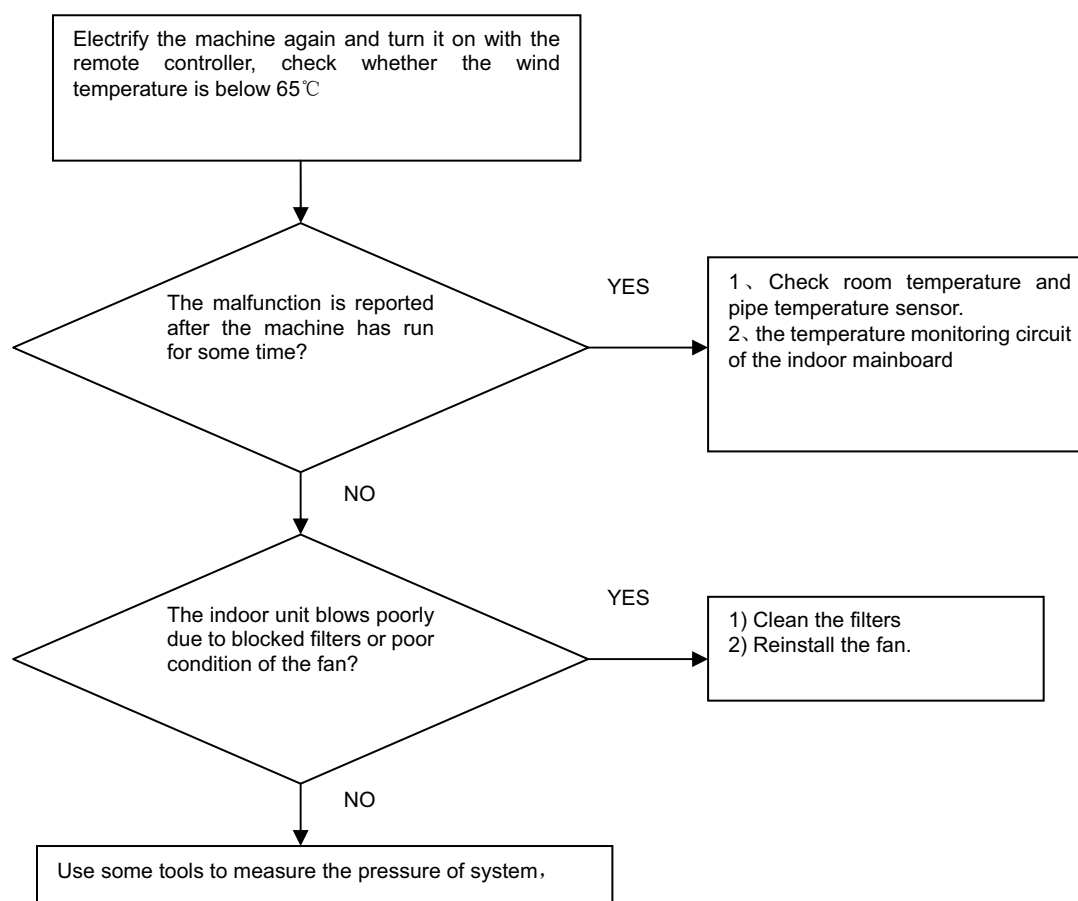 Electrify the machine again and turn it on with the
remote controller, check whether the wind
temperature is below 65℃
The malfunction is reported
after the machine has run
for some time?
YES
1、Check room temperature and
pipe temperature sensor.
2、the temperature monitoring circuit
of the indoor mainboard
NO
The indoor unit blows poorly
due to blocked filters or poor
condition of the fan?
YES
1) Clean the filters
2) Reinstall the fan.
NO
Use some tools to measure the pressure of system，